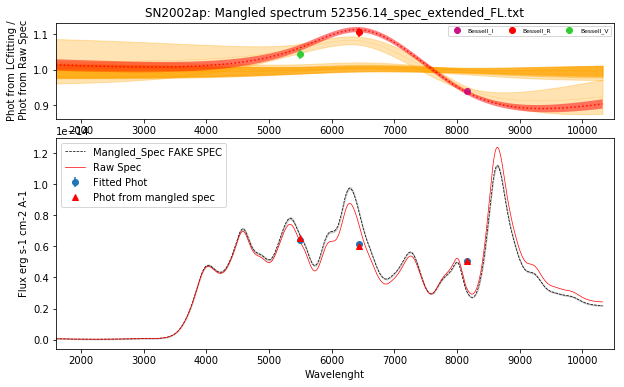 SN2002ap: Mangled spectrum 52356.14_spec_extended_FL.txt
Phot from LCfitting /
Phot from Raw Spec
1.1
1.0
0.9
Bessell_I
Bessell_R
Bessell_V
2000 3000 4000 5000 6000 7000 8000 9000 10000
1e−14
Flux erg s-1 cm-2 A-1
1.2
1.0
0.8
0.6
0.4
0.2
0.0
Mangled_Spec FAKE SPEC
Raw Spec
Fitted Phot
Phot from mangled spec
2000 3000 4000 5000 6000 7000 8000 9000 10000
Wavelenght